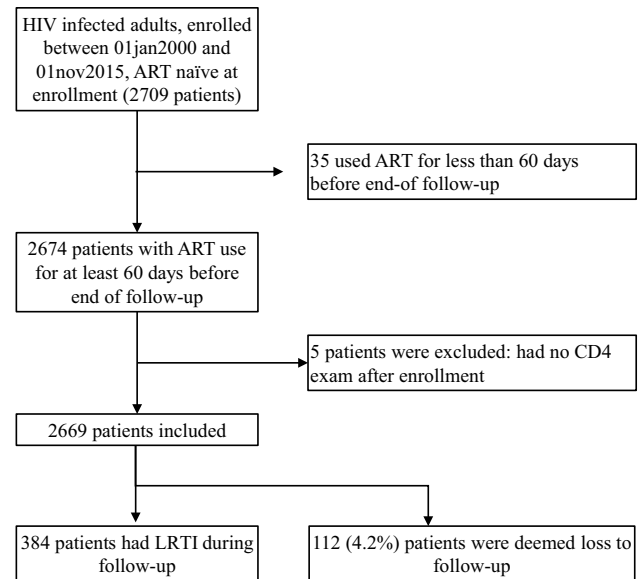 HIV infected adults, enrolled
between 01jan2000 and
01nov2015, ART naïve at
enrollment (2709 patients)
35 used ART for less than 60 days
before end-of follow-up
2674 patients with ART use
for at least 60 days before
end of follow-up
5 patients were excluded: had no CD4
exam after enrollment
2669 patients included
384 patients had LRTI during
follow-up
112 (4.2%) patients were deemed loss to
follow-up